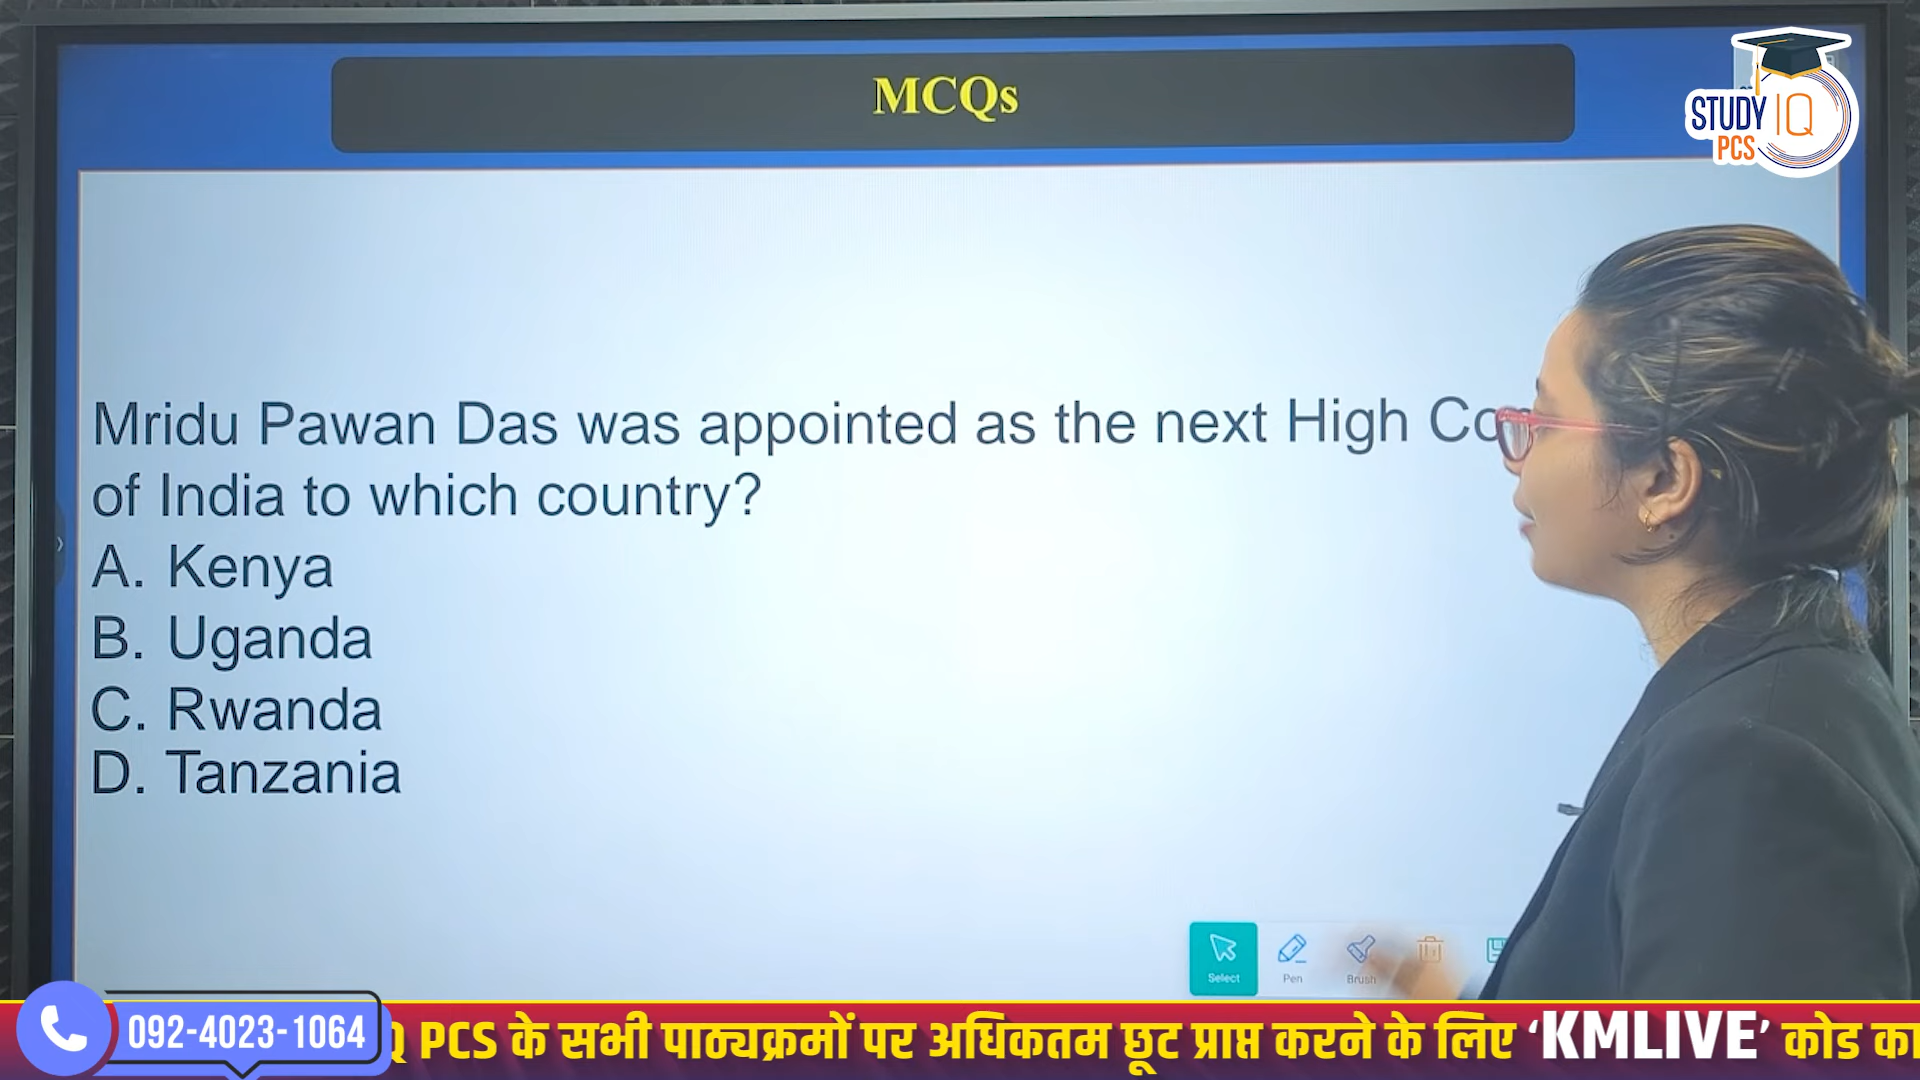 MCQs
STUDY IQ
PCS
Mridu Pawan Das was appointed as the next High
of India to which country?
A. Kenya
B. Uganda
C. Rwanda
D. Tanzania
Select
Pen
Brush
092-4023-1064
Q PCS के सभी पाठ्यक्रमों पर अधिकतम छूट प्राप्त करने के लिए ‘KMLIVE’ कोड का